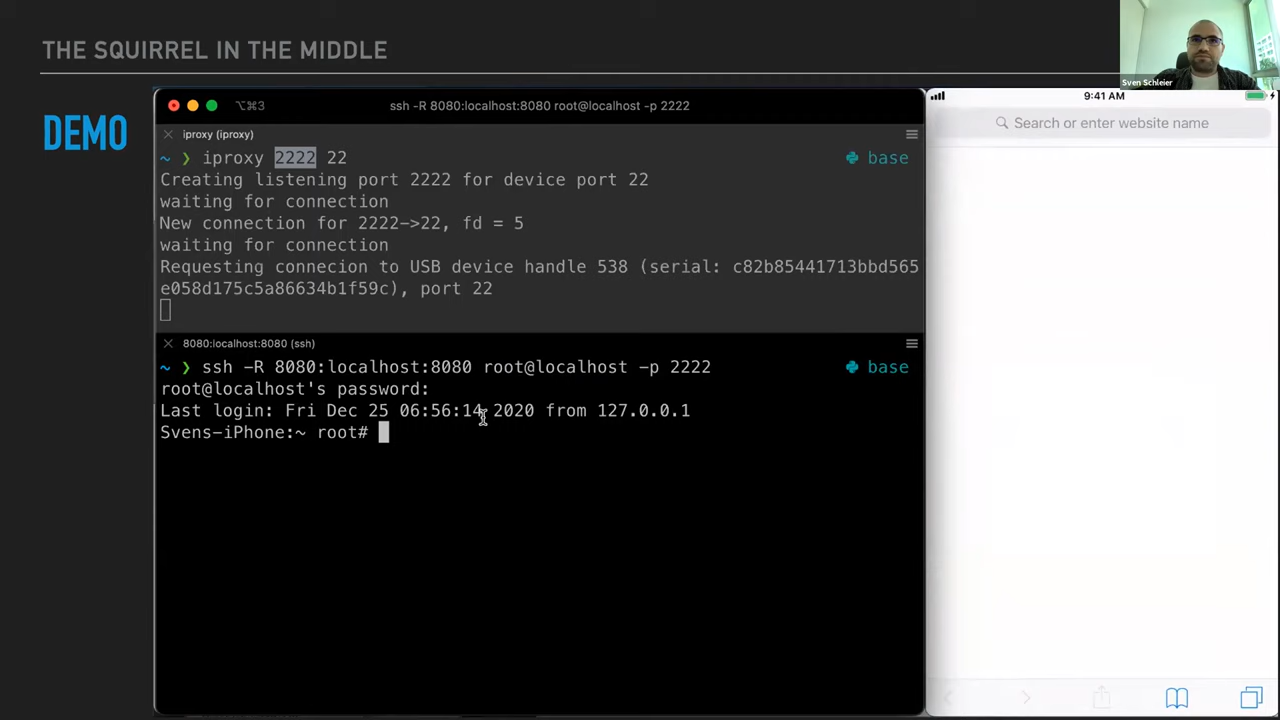 THE SQUIRREL IN THE MIDDLE
Sven Schleier
DEMO
⌥⌘3
ssh -R 8080:localhost:8080 root@localhost -p 2222
iproxy (iproxy)
~ ❯ iproxy 2222 22
base
Creating listening port 2222 for device port 22
waiting for connection
New connection for 2222->22, fd = 5
waiting for connection
Requesting connecion to USB device handle 538 (serial: c82b85441713bbd565
e058d175c5a86634b1f59c), port 22
8080:localhost:8080 (ssh)
~ ❯ ssh -R 8080:localhost:8080 root@localhost -p 2222
base
root@localhost's password:
Last login: Fri Dec 25 06:56:14 2020 from 127.0.0.1
Svens-iPhone:~ root#
9:41 AM
Search or enter website name